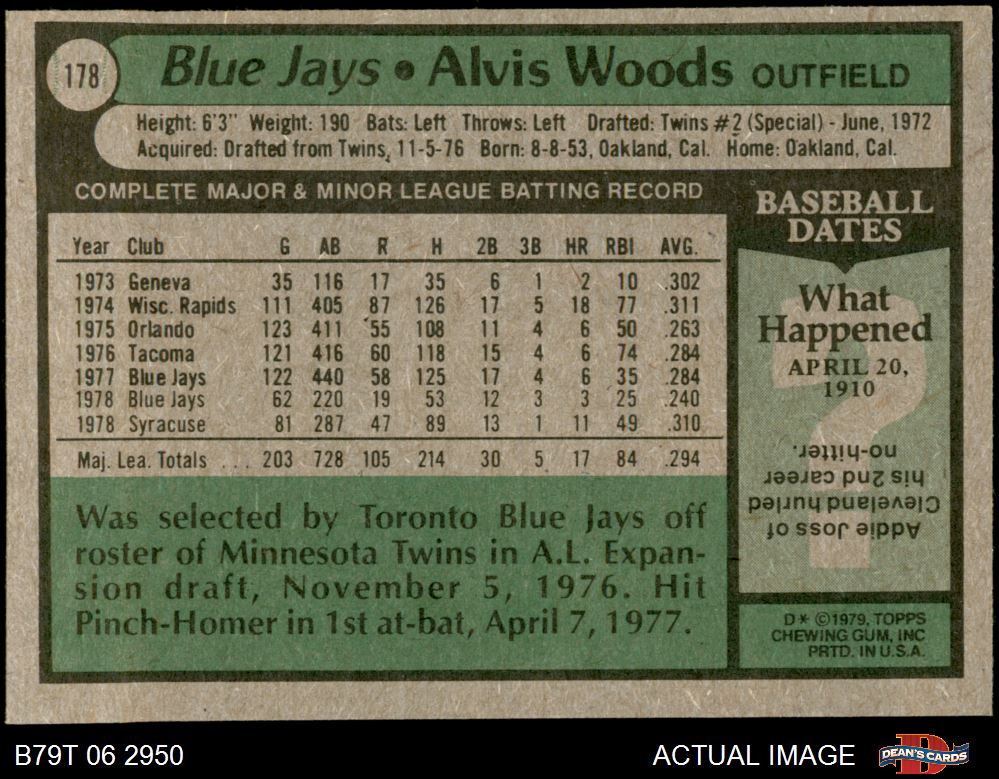 178
Blue Jays • Alvis Woods OUTFIELD
Height: 6'3" Weight: 190 Bats: Left Throws: Left Drafted: Twins #2 (Special) - June, 1972
Acquired: Drafted from Twins, 11-5-76 Born: 8-8-53, Oakland, Cal. Home: Oakland, Cal.
COMPLETE MAJOR & MINOR LEAGUE BATTING RECORD
Year Club G AB R H 2B 3B HR RBI AVG.
1973 Geneva 35 116 17 35 6 1 2 10 .302
1974 Wisc. Rapids 111 405 87 126 17 5 18 77 .311
1975 Orlando 123 411 55 108 11 4 6 50 .263
1976 Tacoma 121 416 60 118 15 4 6 74 .284
1977 Blue Jays 122 440 58 125 17 4 6 35 .284
1978 Blue Jays 62 220 19 53 12 3 3 25 .240
1978 Syracuse 81 287 47 89 13 1 11 49 .310
Maj. Lea. Totals ... 203 728 105 214 30 5 17 84 .294
Was selected by Toronto Blue Jays off
roster of Minnesota Twins in A.L. Expan-
sion draft, November 5, 1976. Hit
Pinch-Homer in 1st at-bat, April 7, 1977.
BASEBALL
DATES
What
Happened
APRIL 20,
1910
?
Addie Joss of
Cleveland hurled
his 2nd career
no-hitter.
D* ©1979, TOPPS
CHEWING GUM, INC
PRTD. IN U.S.A.
B79T 06 2950
ACTUAL IMAGE
D
DEAN'S CARDS